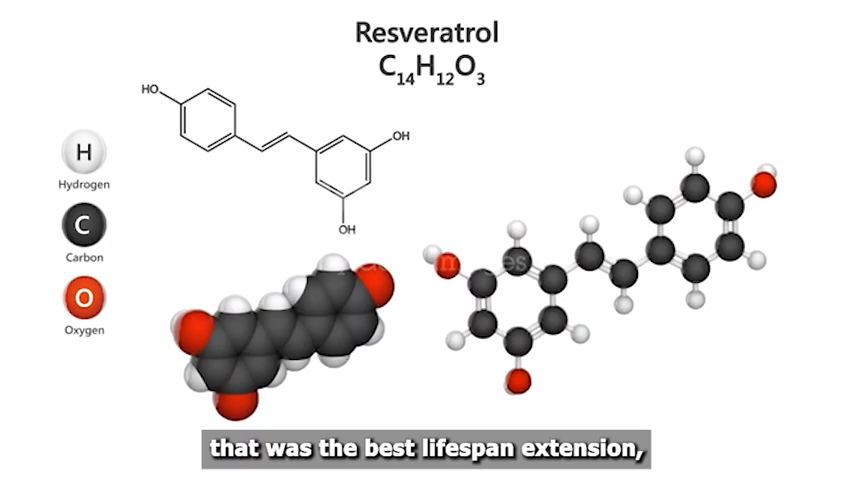 Resveratrol
C₁₄H₁₂O₃
HO
OH
OH
H
Hydrogen
C
Carbon
O
Oxygen
that was the best lifespan extension,